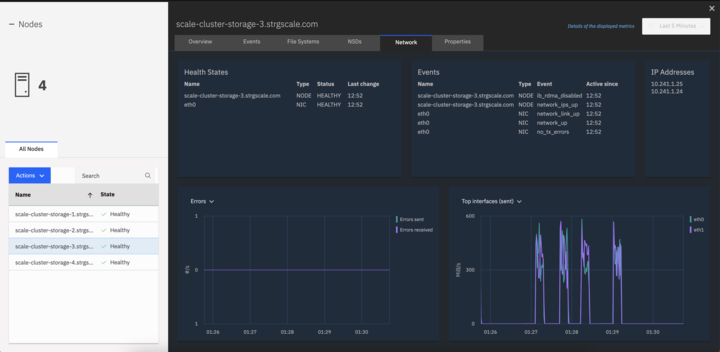 Nodes
4
All Nodes
Actions
Search
Name State
scale-cluster-storage-1.strgs... Healthy
scale-cluster-storage-2.strgs... Healthy
scale-cluster-storage-3.strgs... Healthy
scale-cluster-storage-4.strgs... Healthy
scale-cluster-storage-3.strgscale.com
Details of the displayed metrics
Last 5 Minutes
Overview Events File Systems NSDs Network Properties
Health States
Name Type Status Last change
scale-cluster-storage-3.strgscale.com NODE HEALTHY 12:52
eth0 NIC HEALTHY 12:52
Events
Name Type Event Active since
scale-cluster-storage-3.strgscale.com NODE ib_rdma_disabled 12:52
scale-cluster-storage-3.strgscale.com NODE network_ips_up 12:52
eth0 NIC network_link_up 12:52
eth0 NIC network_up 12:52
eth0 NIC no_tx_errors 12:52
IP Addresses
10.241.1.25
10.241.1.24
Errors
1
0
1
#/s
01:26 01:27 01:28 01:29 01:30
Errors sent
Errors received
Top interfaces (sent)
600
300
0
MiB/s
01:26 01:27 01:28 01:29 01:30
eth0
eth1